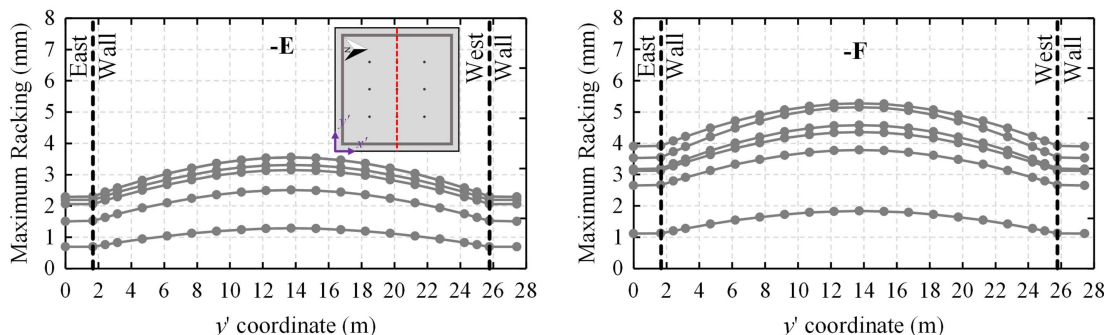 8
7
6
5
4
3
2
1
0
Maximum Racking (mm)
East
Wall
-E
N
y'
x'
West
Wall
0 2 4 6 8 10 12 14 16 18 20 22 24 26 28
y' coordinate (m)
8
7
6
5
4
3
2
1
0
Maximum Racking (mm)
East
Wall
-F
West
Wall
0 2 4 6 8 10 12 14 16 18 20 22 24 26 28
y' coordinate (m)